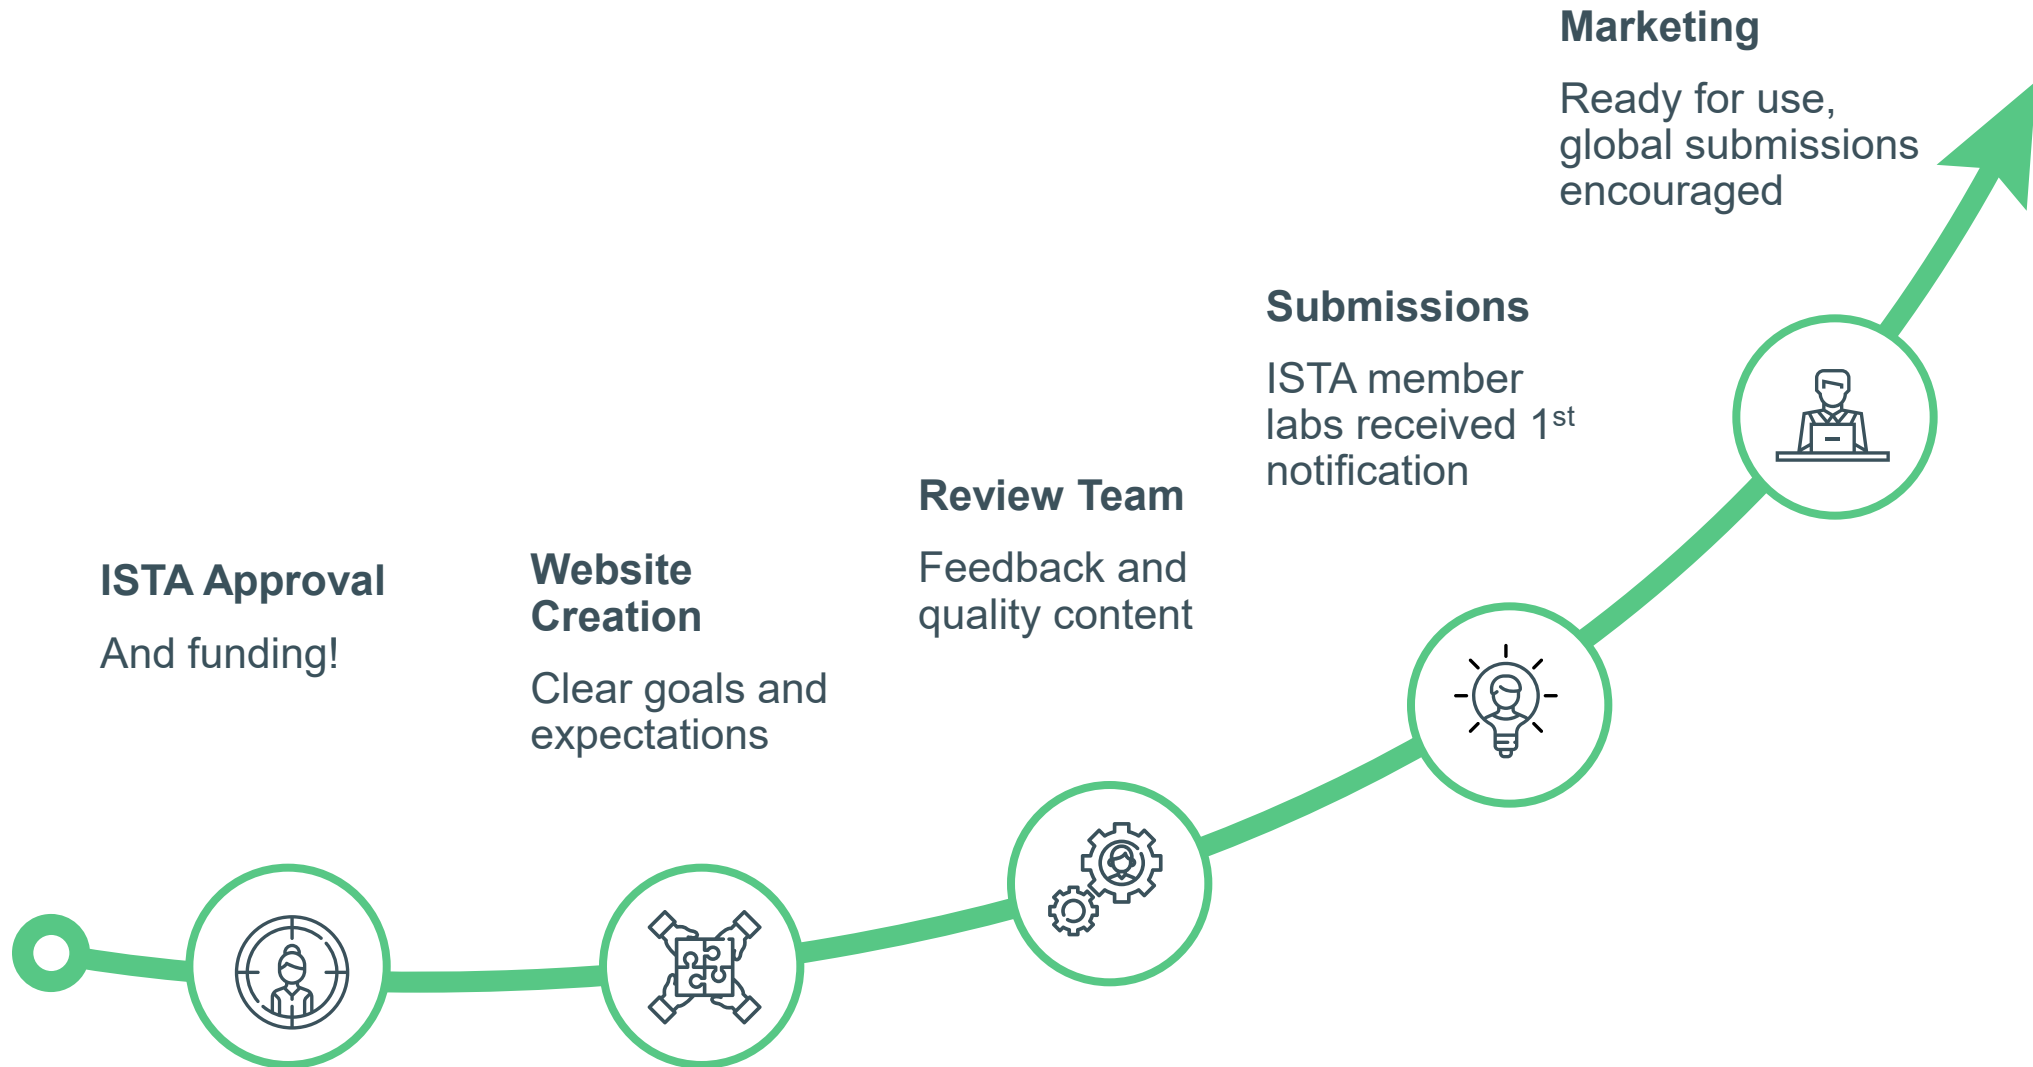 ISTA Approval
And funding!
Website
Creation
Clear goals and
expectations
Review Team
Feedback and
quality content
Submissions
ISTA member
labs received 1st
notification
Marketing
Ready for use,
global submissions
encouraged